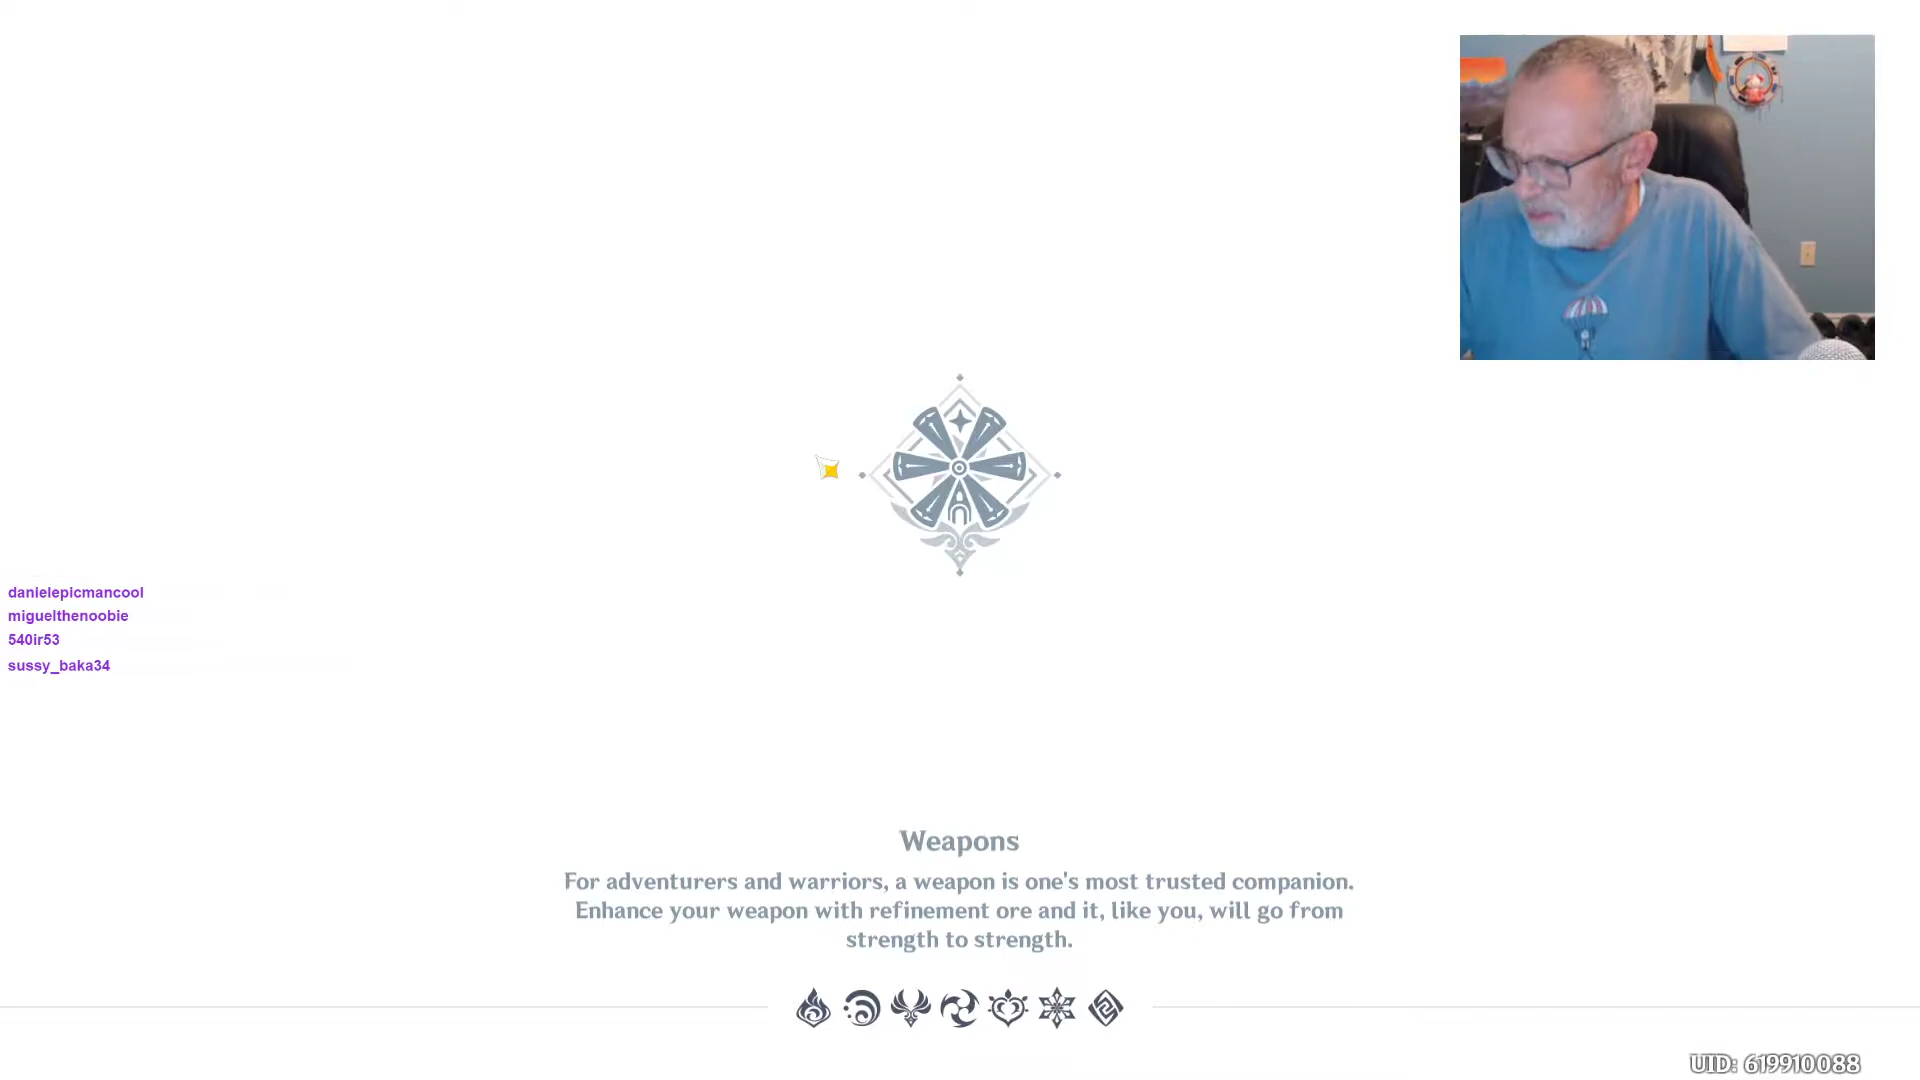 danielepicmancool
miguelthenoobie
540ir53
sussy_baka34
Weapons
For adventurers and warriors, a weapon is one's most trusted companion.
Enhance your weapon with refinement ore and it, like you, will go from
strength to strength.
UID: 619910088